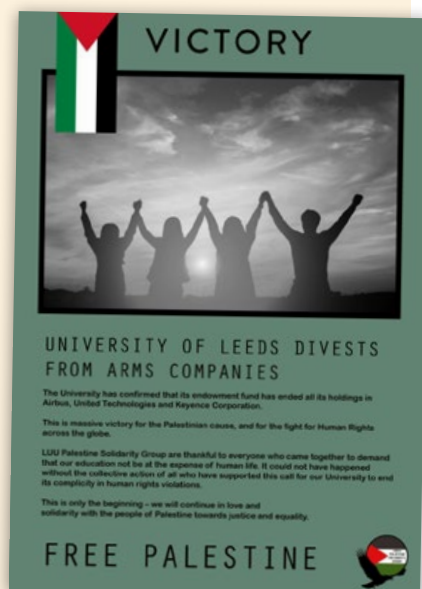 VICTORY
UNIVERSITY OF LEEDS DIVESTS
FROM ARMS COMPANIES
The University has confirmed that its endowment fund has ended all its holdings in
Airbus, United Technologies and Keyence Corporation.
This is massive victory for the Palestinian cause, and for the fight for Human Rights
across the globe.
LUU Palestine Solidarity Group are thankful to everyone who came together to demand
that our education not be at the expense of human life. It could not have happened
without the collective action of all who have supported this call for our University to end
its complicity in human rights violations.
This is only the beginning – we will continue in love and
solidarity with the people of Palestine towards justice and equality.
FREE PALESTINE